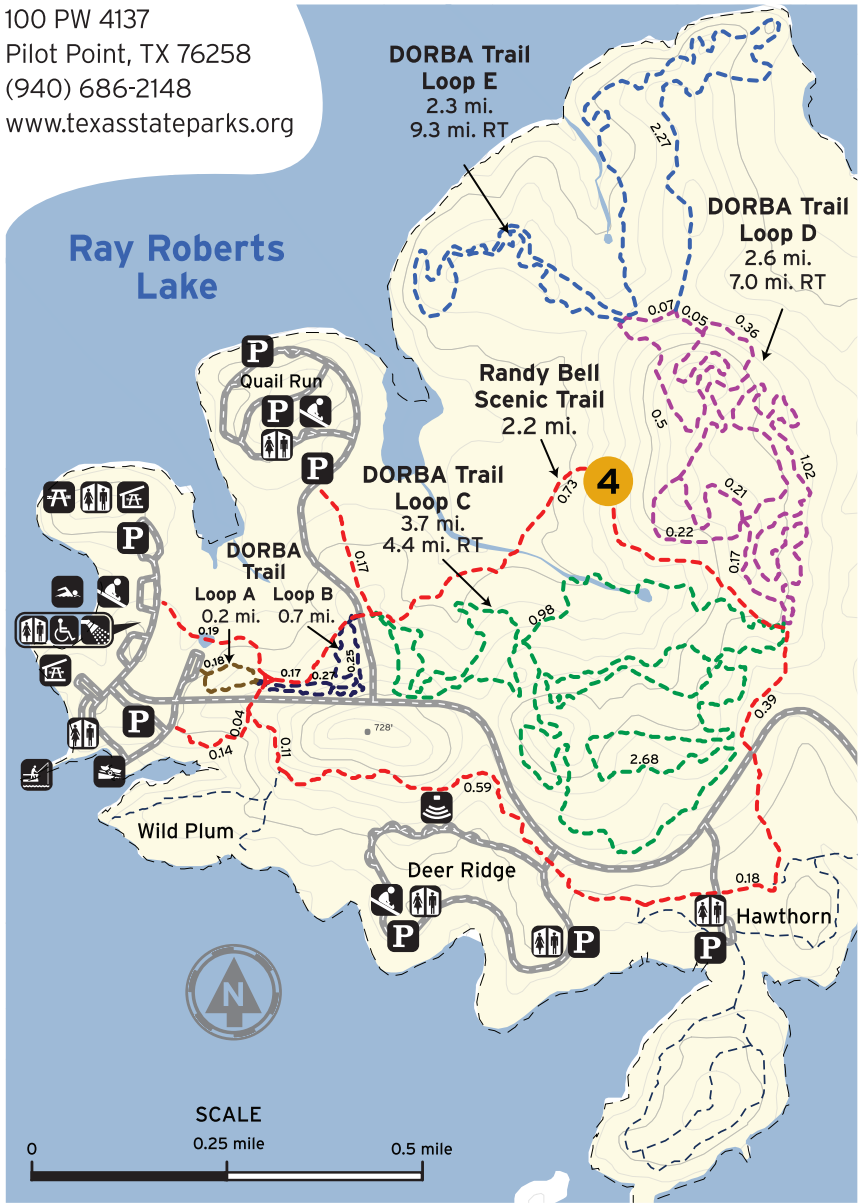 100 PW 4137
Pilot Point, TX 76258
(940) 686-2148
www.texasstateparks.org
DORBA Trail
Loop E
2.3 mi.
9.3 mi. RT
2.27
DORBA Trail
Loop D
2.6 mi.
7.0 mi. RT
Ray Roberts
Lake
0.07
0.05
0.36
P
Quail Run
P
Randy Bell
Scenic Trail
2.2 mi.
0.5
P
DORBA Trail
Loop C
3.7 mi.
4.4 mi. RT
0.73
4
1.02
0.21
0.22
0.17
P
DORBA
Trail
Loop A
0.2 mi.
Loop B
0.7 mi.
0.17
0.98
0.19
0.18
0.17
0.27
0.25
0.39
P
0.04
0.14
0.11
728'
2.68
0.59
Wild Plum
Deer Ridge
0.18
P
P
Hawthorn
P
N
SCALE
0
0.25 mile
0.5 mile